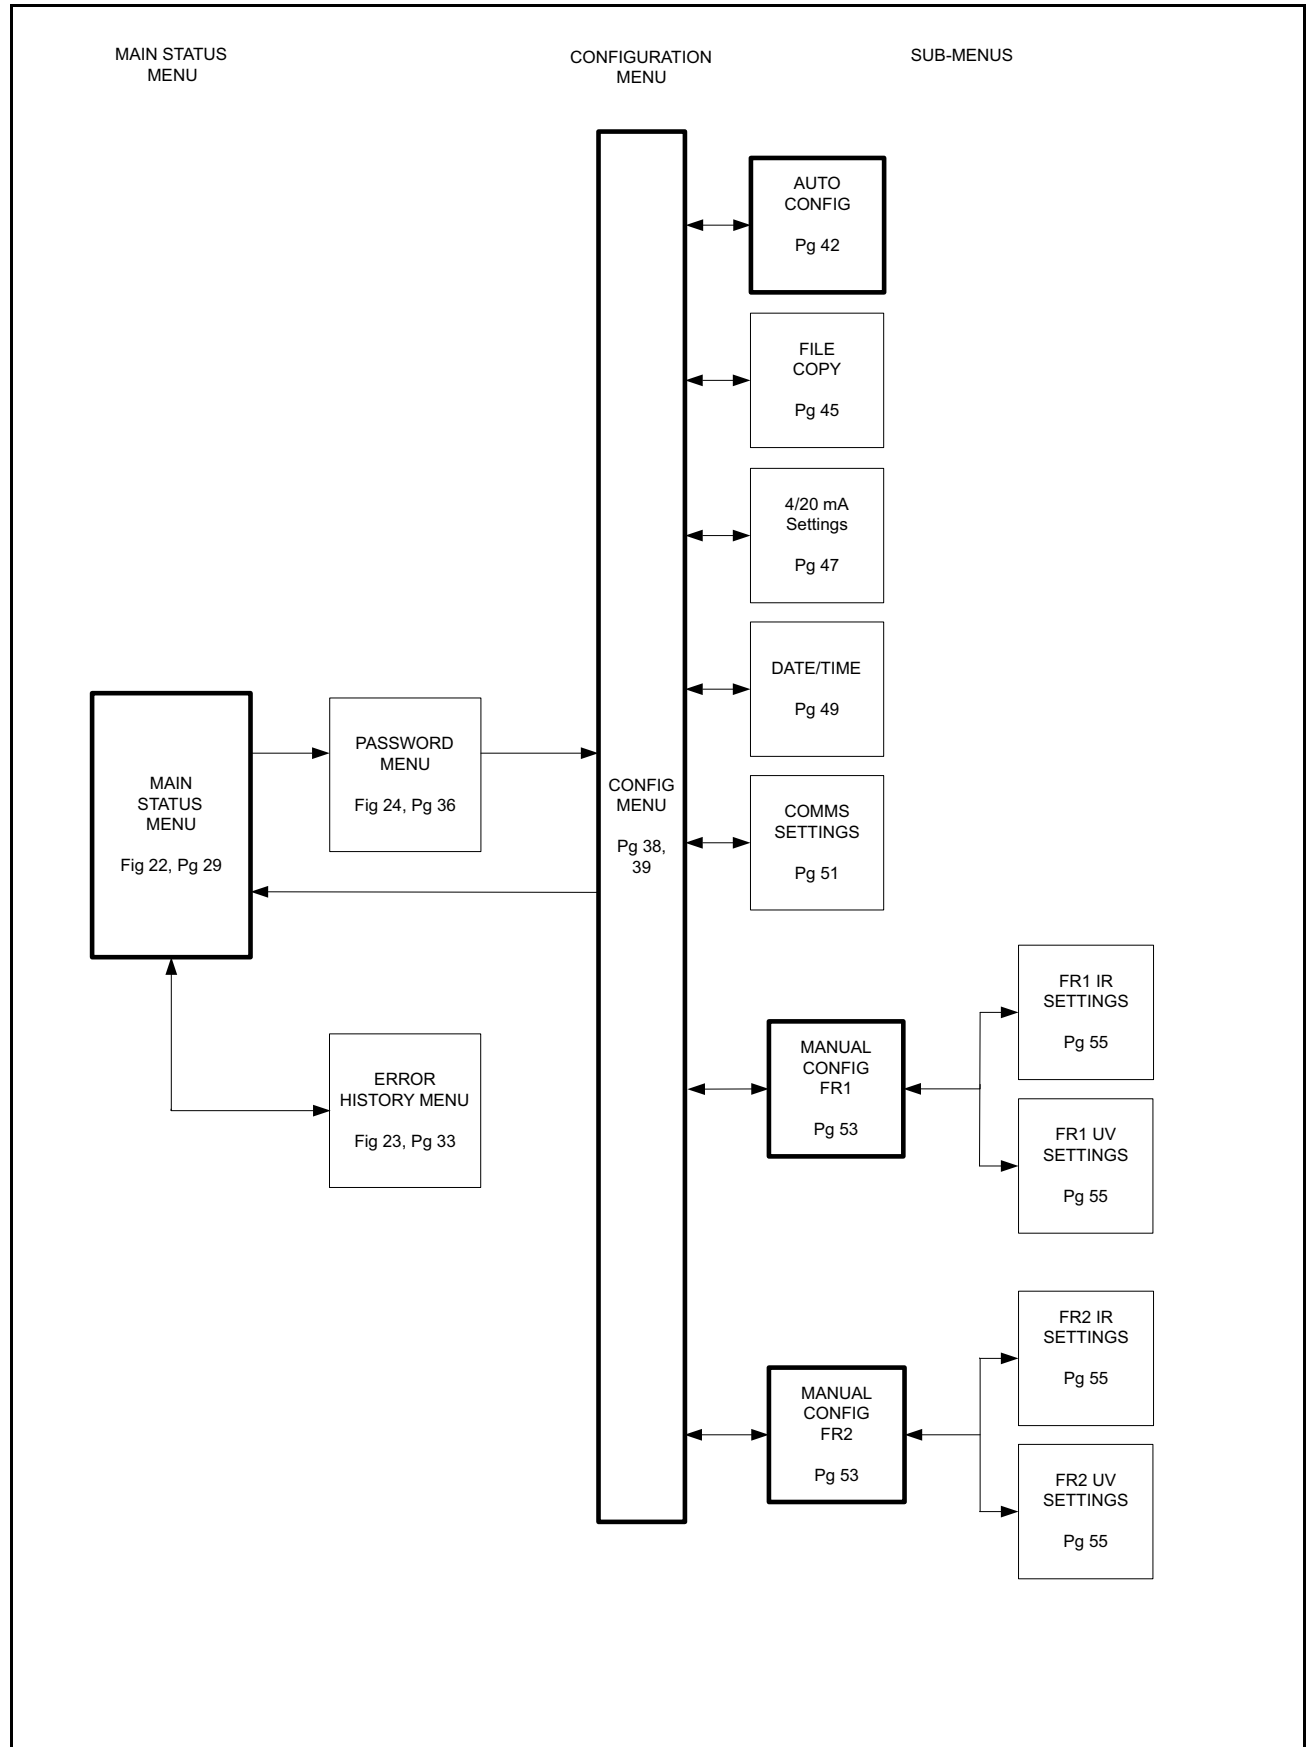 MAIN STATUS
MENU
CONFIGURATION
MENU
SUB-MENUS
AUTO
CONFIG
Pg 42
FILE
COPY
Pg 45
4/20 mA
Settings
Pg 47
DATE/TIME
Pg 49
COMMS
SETTINGS
Pg 51
MAIN
STATUS
MENU
Fig 22, Pg 29
PASSWORD
MENU
Fig 24, Pg 36
CONFIG
MENU
Pg 38,
39
ERROR
HISTORY MENU
Fig 23, Pg 33
MANUAL
CONFIG
FR1
Pg 53
FR1 IR
SETTINGS
Pg 55
FR1 UV
SETTINGS
Pg 55
MANUAL
CONFIG
FR2
Pg 53
FR2 IR
SETTINGS
Pg 55
FR2 UV
SETTINGS
Pg 55